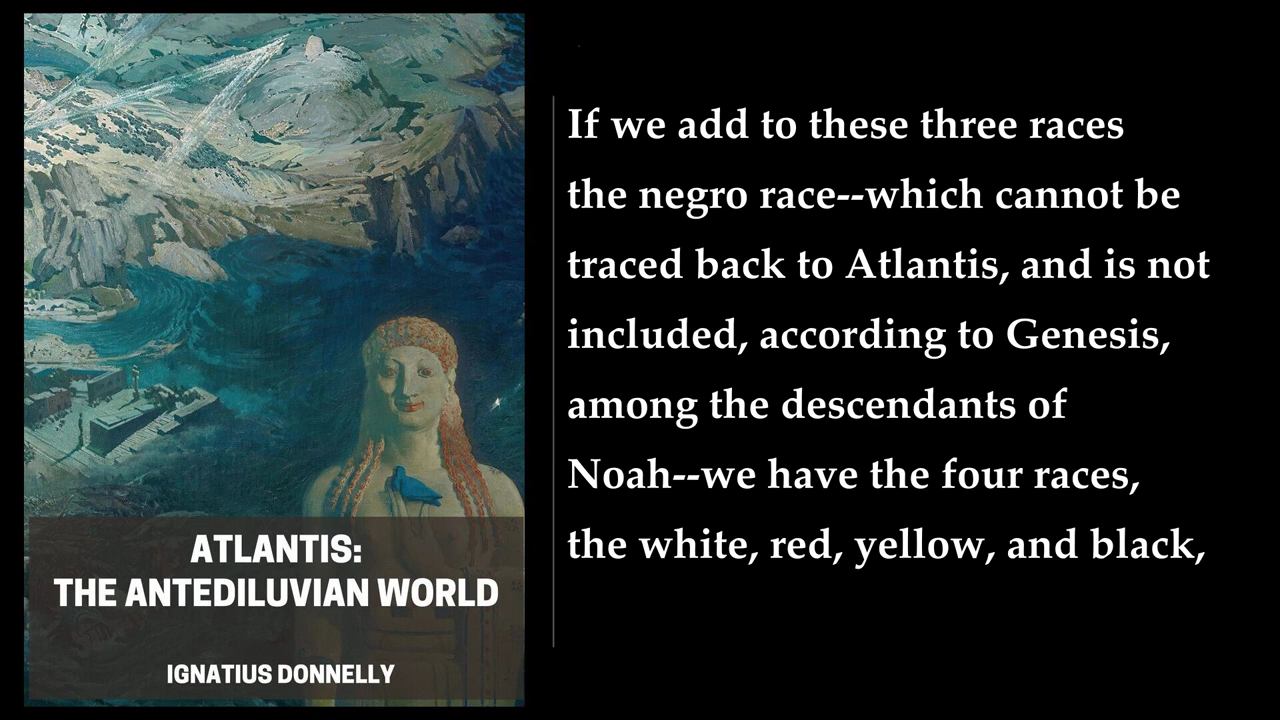 ATLANTIS:
THE ANTEDILUVIAN WORLD
IGNATIUS DONNELLY
If we add to these three races
the negro race--which cannot be
traced back to Atlantis, and is not
included, according to Genesis,
among the descendants of
Noah--we have the four races,
the white, red, yellow, and black,